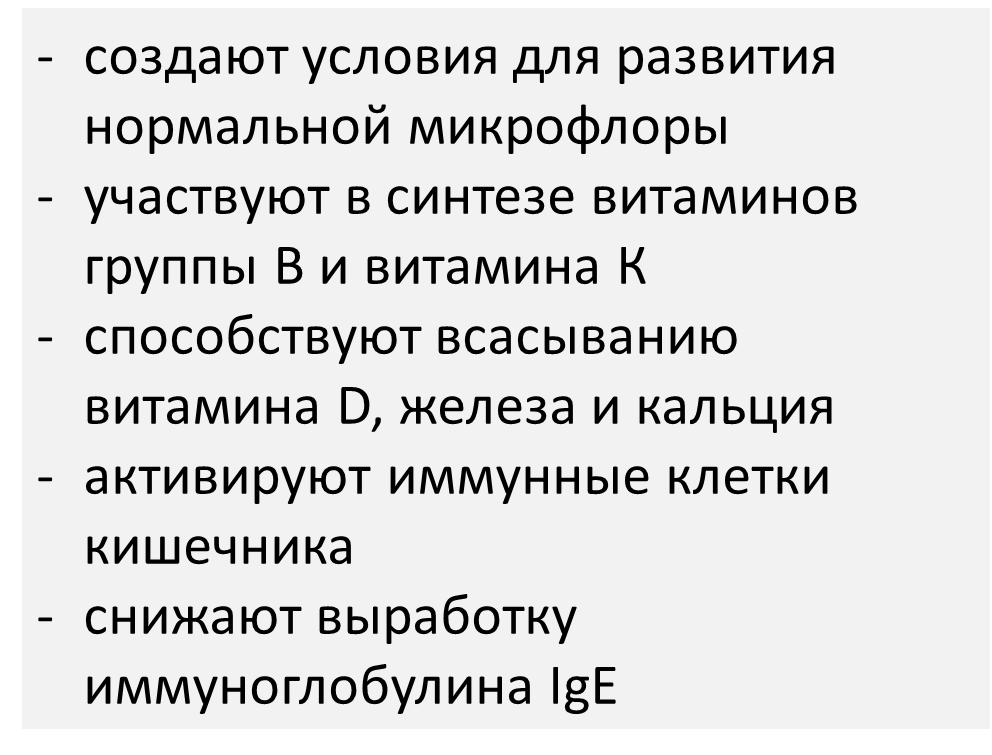 - создают условия для развития
нормальной микрофлоры
- участвуют в синтезе витаминов
группы В и витамина К
- способствуют всасыванию
витамина D, железа и кальция
- активируют иммунные клетки
кишечника
- снижают выработку
иммуноглобулина IgE